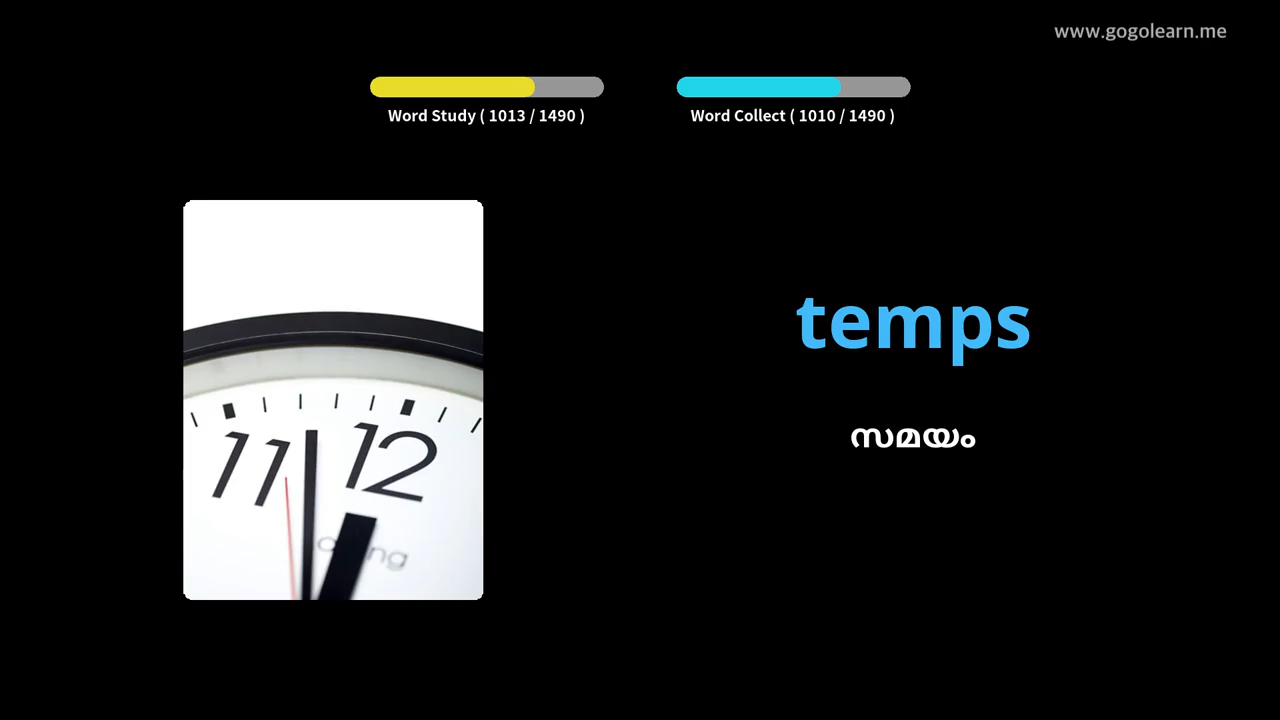 www.gogolearn.me
Word Study ( 1013 / 1490 )
Word Collect ( 1010 / 1490 )
11
12
temps
സമയം